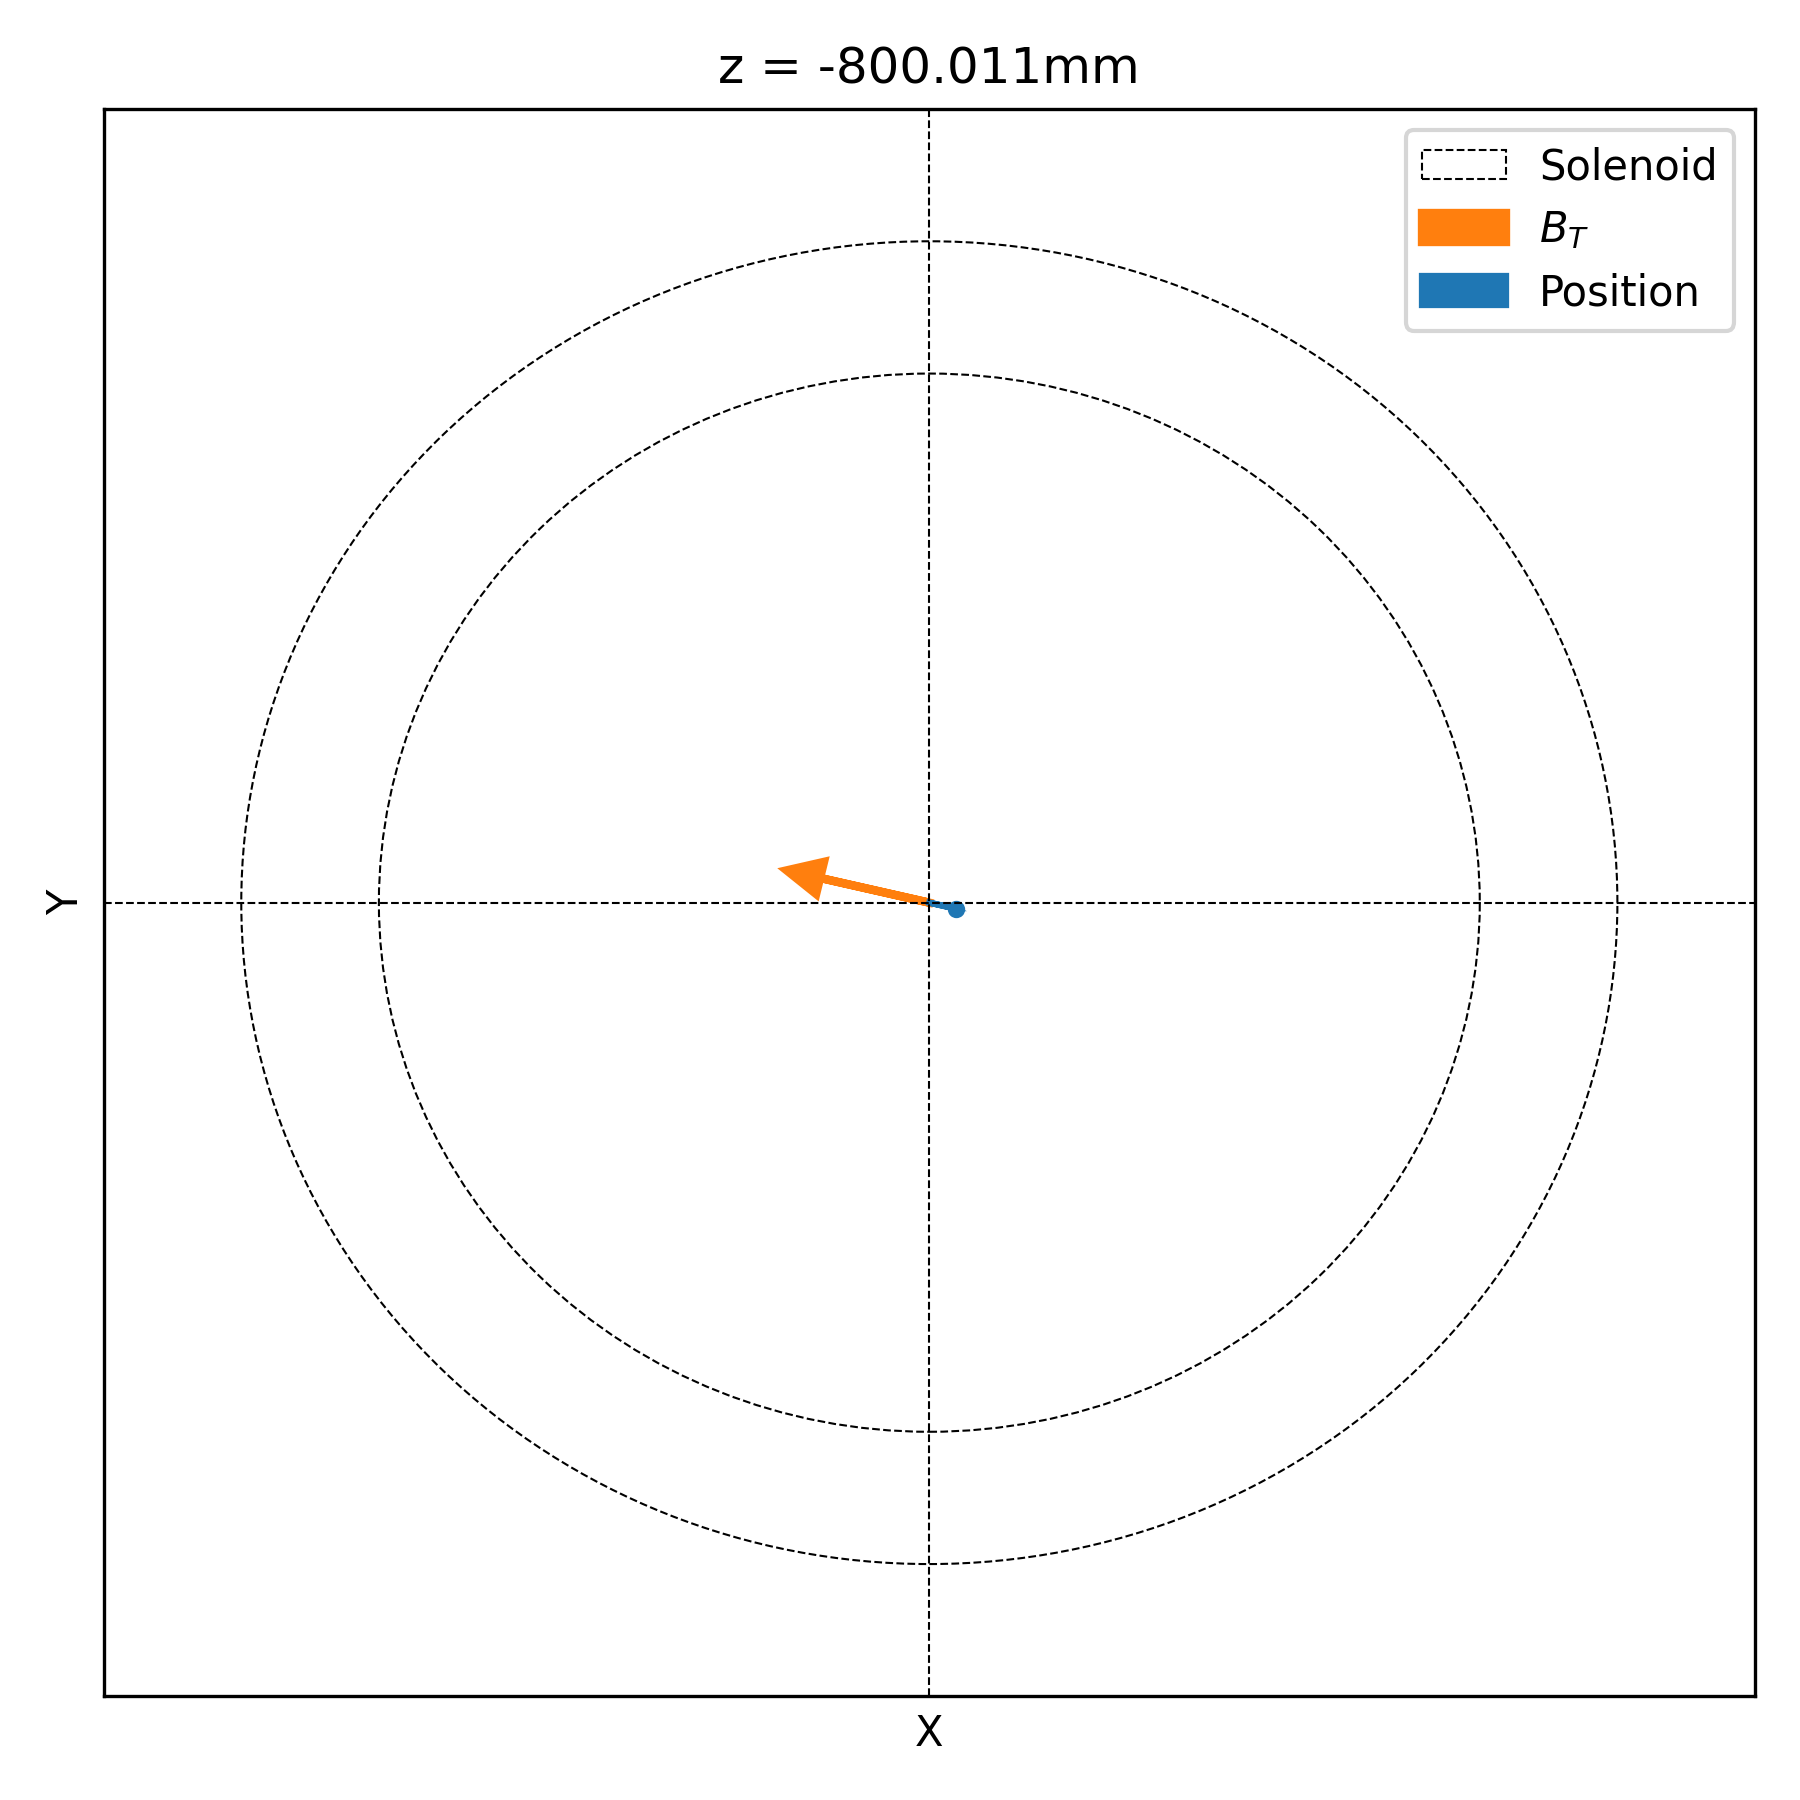 z = -800.011mm
Solenoid
B_T
Position
Y
X